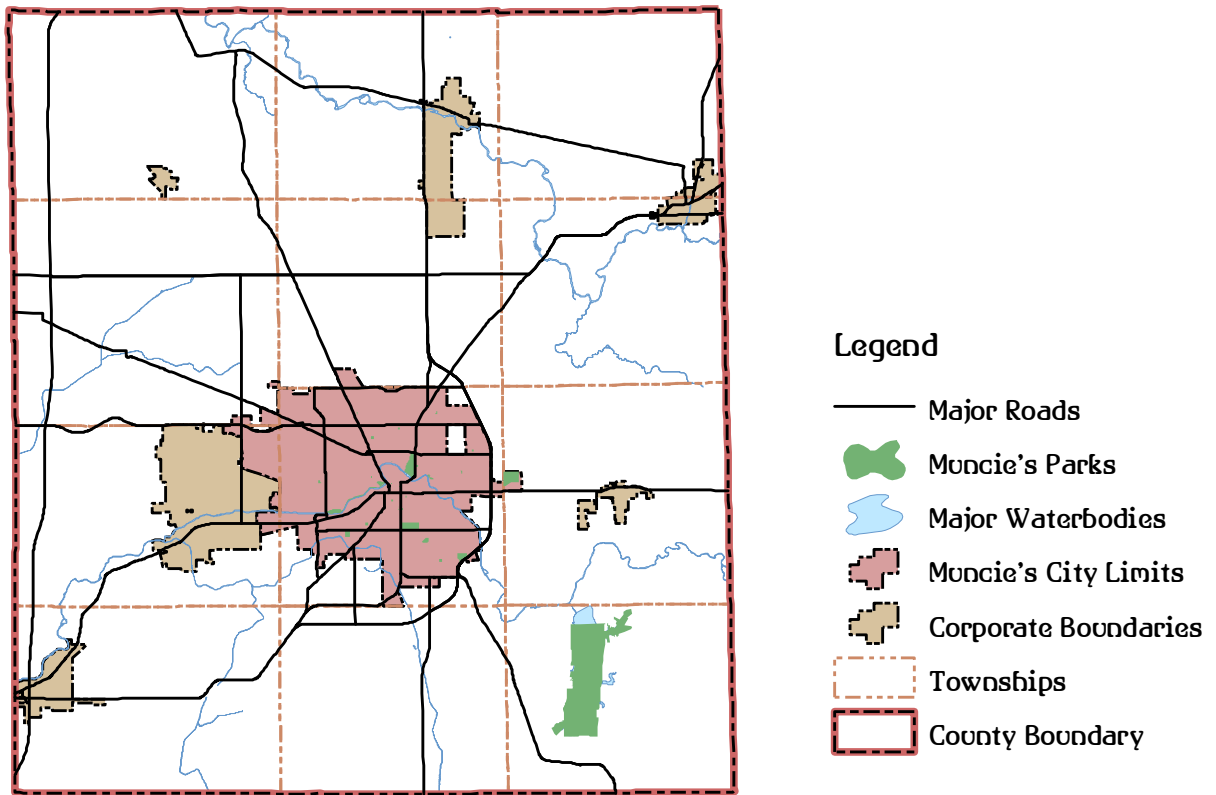 Legend
Major Roads
Muncie's Parks
Major Waterbodies
Muncie's City Limits
Corporate Boundaries
Townships
County Boundary